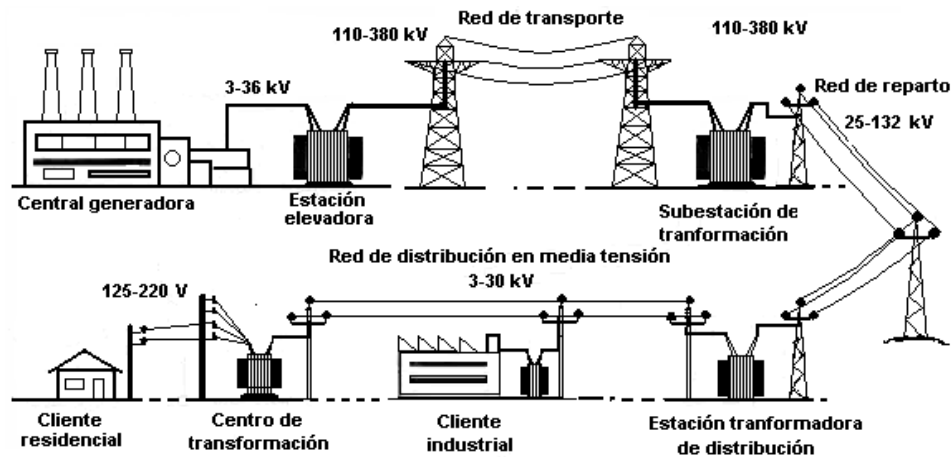 Red de transporte
110-380 kV
110-380 kV
3-36 kV
Red de reparto
25-132 kV
Central generadora
Estación
elevadora
Subestación de
tranformación
Red de distribución en media tensión
3-30 kV
125-220 V
Cliente
residencial
Centro de
transformación
Cliente
industrial
Estación tranformadora
de distribución